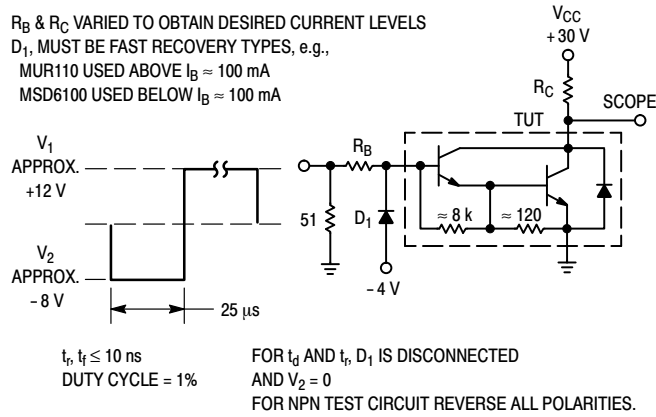 R_B & R_C VARIED TO OBTAIN DESIRED CURRENT LEVELS
D_1, MUST BE FAST RECOVERY TYPES, e.g.,
MUR110 USED ABOVE I_B ≈ 100 mA
MSD6100 USED BELOW I_B ≈ 100 mA
V_CC
+30 V
R_C
SCOPE
TUT
R_B
V_1
APPROX.
+12 V
51
D_1
≈ 8 k
≈ 120
V_2
APPROX.
– 8 V
– 4 V
25 µs
t_r, t_f ≤ 10 ns
DUTY CYCLE = 1%
FOR t_d AND t_r, D_1 IS DISCONNECTED
AND V_2 = 0
FOR NPN TEST CIRCUIT REVERSE ALL POLARITIES.